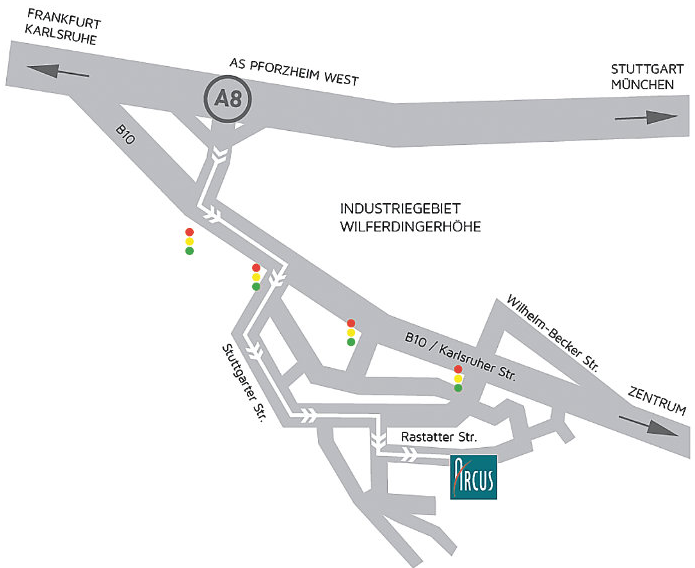 FRANKFURT
KARLSRUHE
AS PFORZHEIM WEST
STUTTGART
MÜNCHEN
A8
B10
INDUSTRIEGEBIET
WILFERDINGERHÖHE
Wilhelm-Becker Str.
B10 / Karlsruher Str.
Stuttgarter Str.
ZENTRUM
Rastatter Str.
ARCUS